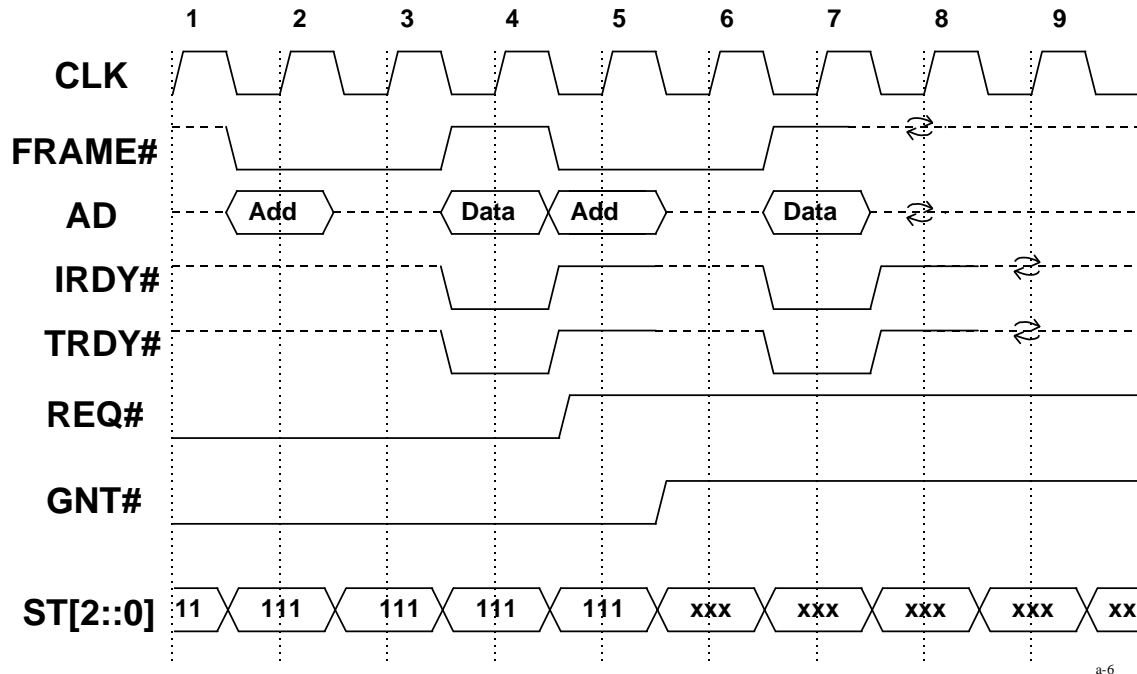 1 2 3 4 5 6 7 8 9
CLK
FRAME#
AD Add Data Add Data
IRDY#
TRDY#
REQ#
GNT#
ST[2::0] 11 111 111 111 111 xxx xxx xxx xxx xx
a-6